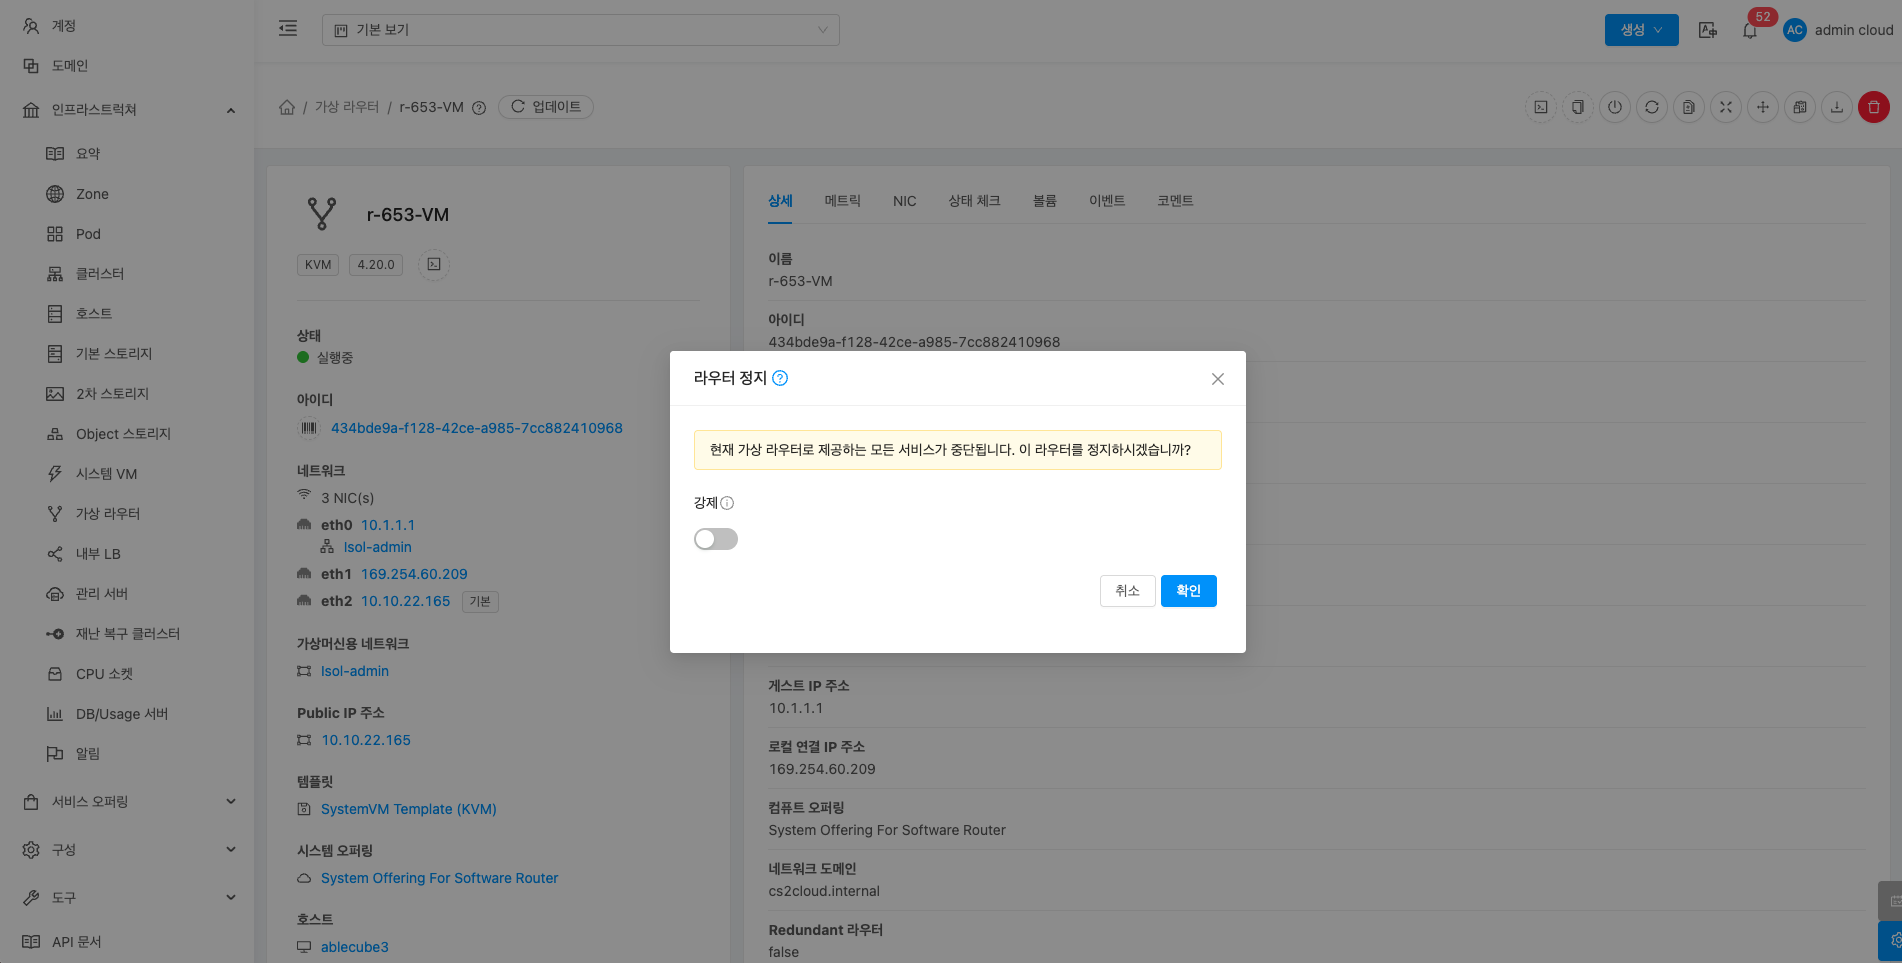 계정
도메인
인프라스트럭쳐
요약
Zone
Pod
클러스터
호스트
기본 스토리지
2차 스토리지
Object 스토리지
시스템 VM
가상 라우터
내부 LB
관리 서버
재난 복구 클러스터
CPU 소켓
DB/Usage 서버
알림
서비스 오퍼링
구성
도구
API 문서
기본 보기
생성
52
AC
admin cloud
/ 가상 라우터 / r-653-VM
업데이트
r-653-VM
KVM
4.20.0
상태
실행중
아이디
434bde9a-f128-42ce-a985-7cc882410968
네트워크
3 NIC(s)
eth0 10.1.1.1
lsol-admin
eth1 169.254.60.209
eth2 10.10.22.165 기본
가상머신용 네트워크
lsol-admin
Public IP 주소
10.10.22.165
템플릿
SystemVM Template (KVM)
시스템 오퍼링
System Offering For Software Router
호스트
ablecube3
상세 메트릭 NIC 상태 체크 볼륨 이벤트 코멘트
이름
r-653-VM
아이디
434bde9a-f128-42ce-a985-7cc882410968
라우터 정지
현재 가상 라우터로 제공하는 모든 서비스가 중단됩니다. 이 라우터를 정지하시겠습니까?
강제
취소
확인
게스트 IP 주소
10.1.1.1
로컬 연결 IP 주소
169.254.60.209
컴퓨트 오퍼링
System Offering For Software Router
네트워크 도메인
cs2cloud.internal
Redundant 라우터
false